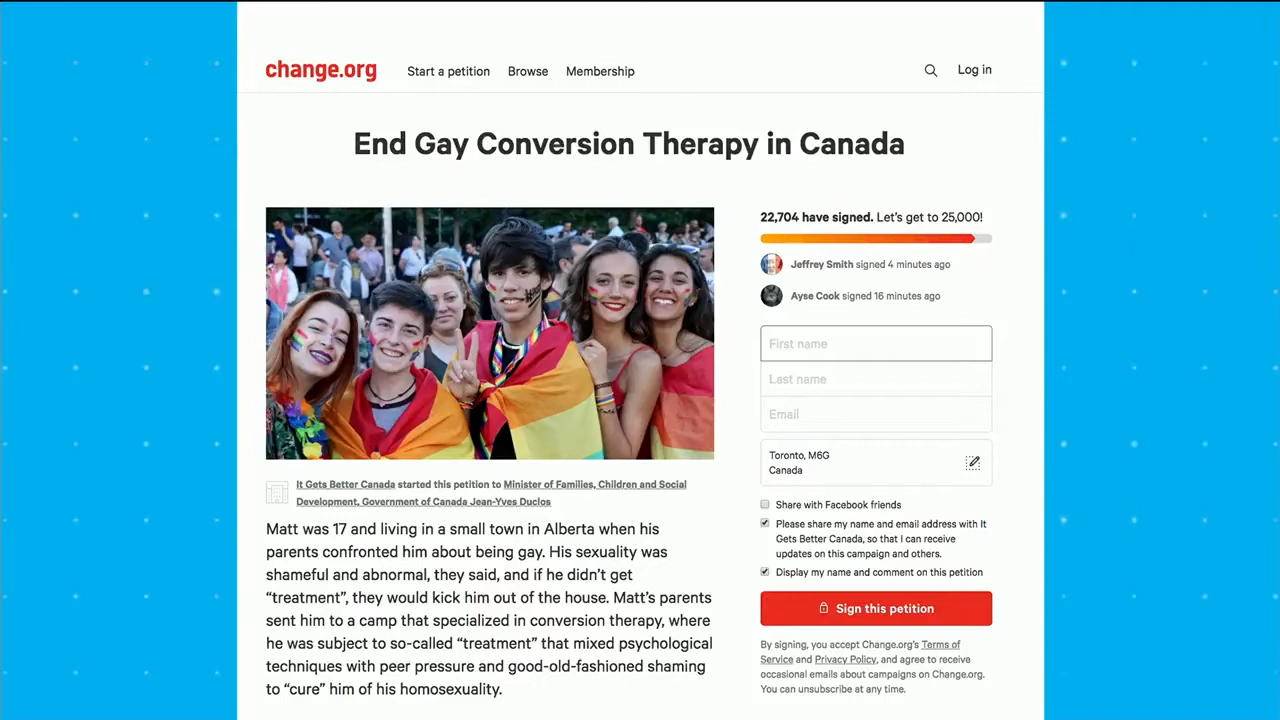 change.org
Start a petition
Browse
Membership
Log in
End Gay Conversion Therapy in Canada
22,704 have signed. Let's get to 25,000!
Jeffrey Smith signed 4 minutes ago
Ayse Cook signed 16 minutes ago
First name
Last name
Email
Toronto, M6G
Canada
Share with Facebook friends
Please share my name and email address with It
Gets Better Canada, so that I can receive
updates on this campaign and others.
Display my name and comment on this petition
Sign this petition
By signing, you accept Change.org's Terms of
Service and Privacy Policy, and agree to receive
occasional emails about campaigns on Change.org.
You can unsubscribe at any time.
It Gets Better Canada started this petition to Minister of Families, Children and Social
Development, Government of Canada Jean-Yves Duclos
Matt was 17 and living in a small town in Alberta when his
parents confronted him about being gay. His sexuality was
shameful and abnormal, they said, and if he didn't get
“treatment”, they would kick him out of the house. Matt's parents
sent him to a camp that specialized in conversion therapy, where
he was subject to so-called “treatment” that mixed psychological
techniques with peer pressure and good-old-fashioned shaming
to “cure” him of his homosexuality.